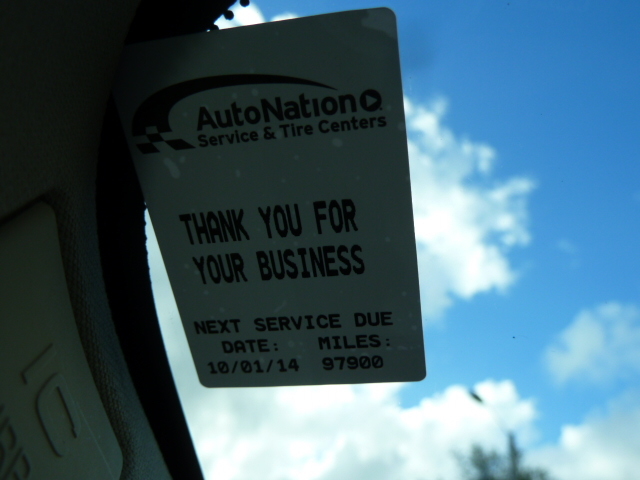 AutoNation
Service & Tire Centers
THANK YOU FOR
YOUR BUSINESS
NEXT SERVICE DUE
DATE: MILES:
10/01/14 97900